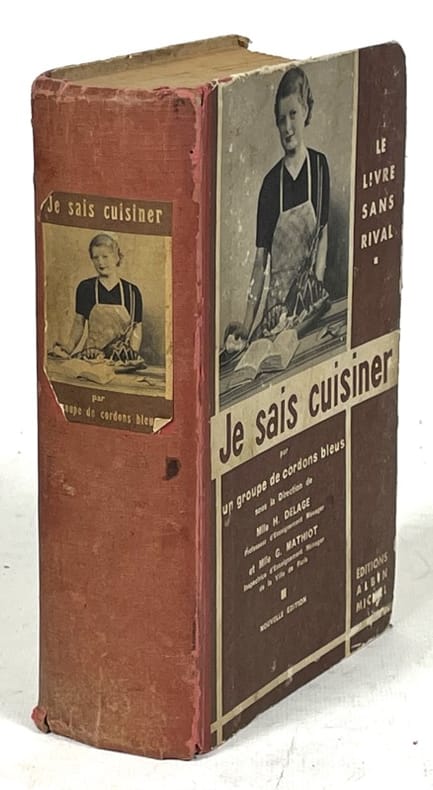 Je sais cuisiner
par
groupe de cordons bleus
LE
LIVRE
SANS
RIVAL
Je sais cuisiner
par
un groupe de cordons bleus
sous la Direction de
Mlle H. DELAGE
Professeur d'Enseignement Ménager
et Mlle G. MATHIOT
Inspectrice d'Enseignement Ménager
de la Ville de Paris
NOUVELLE EDITION
EDITIONS
ALBIN
MICHEL